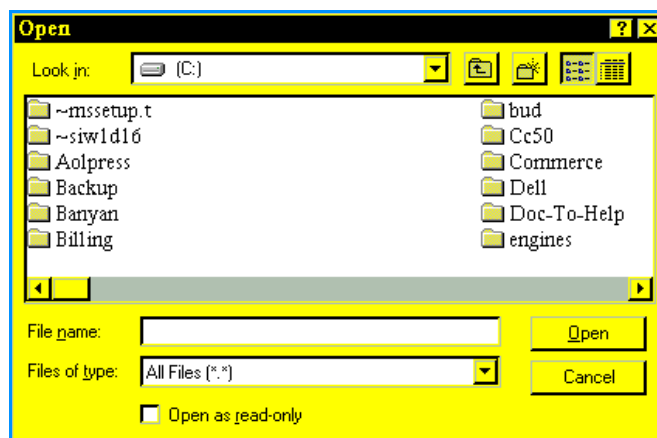 Open
Look in: (C:)
~mssetup.t bud
~siw1d16 Cc50
Aolpress Commerce
Backup Dell
Banyan Doc-To-Help
Billing engines
File name: Open
Files of type: All Files (*.*) Cancel
Open as read-only